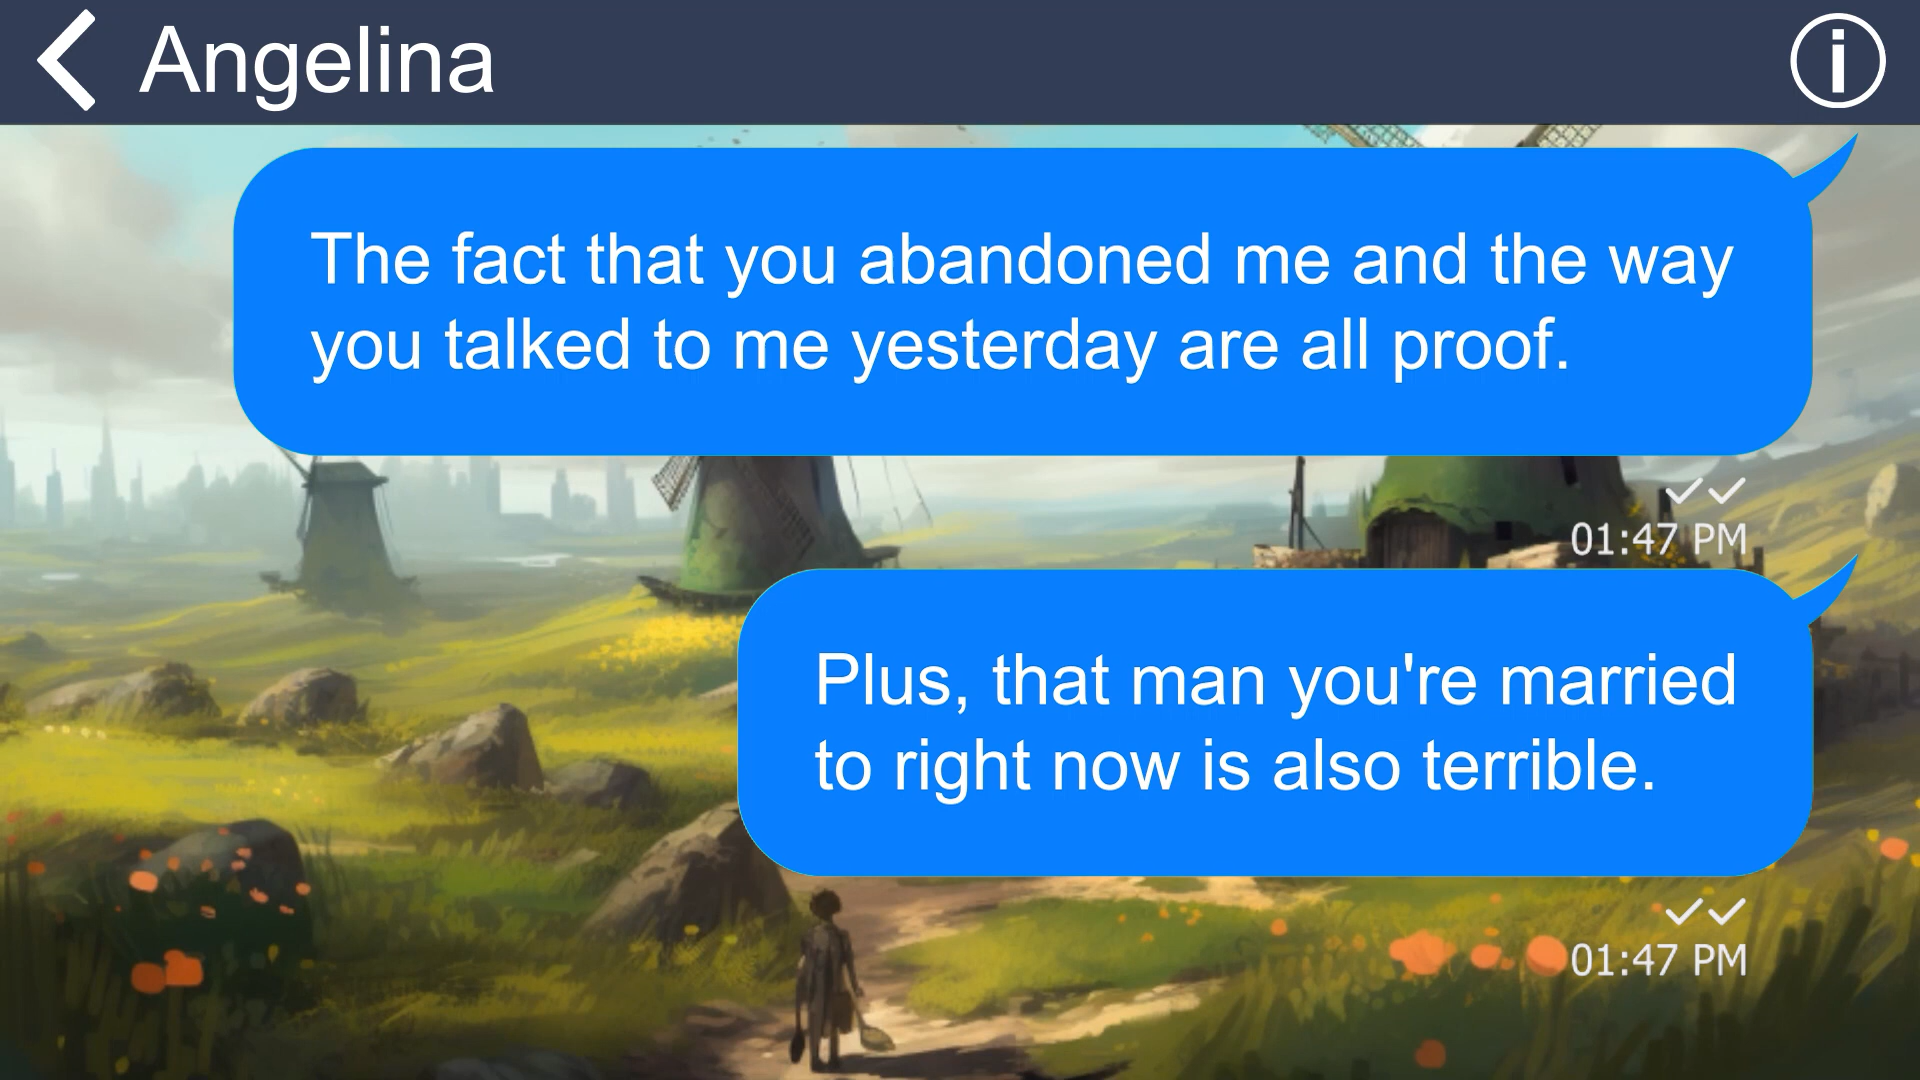 Angelina
The fact that you abandoned me and the way
you talked to me yesterday are all proof.
01:47 PM
Plus, that man you're married
to right now is also terrible.
01:47 PM